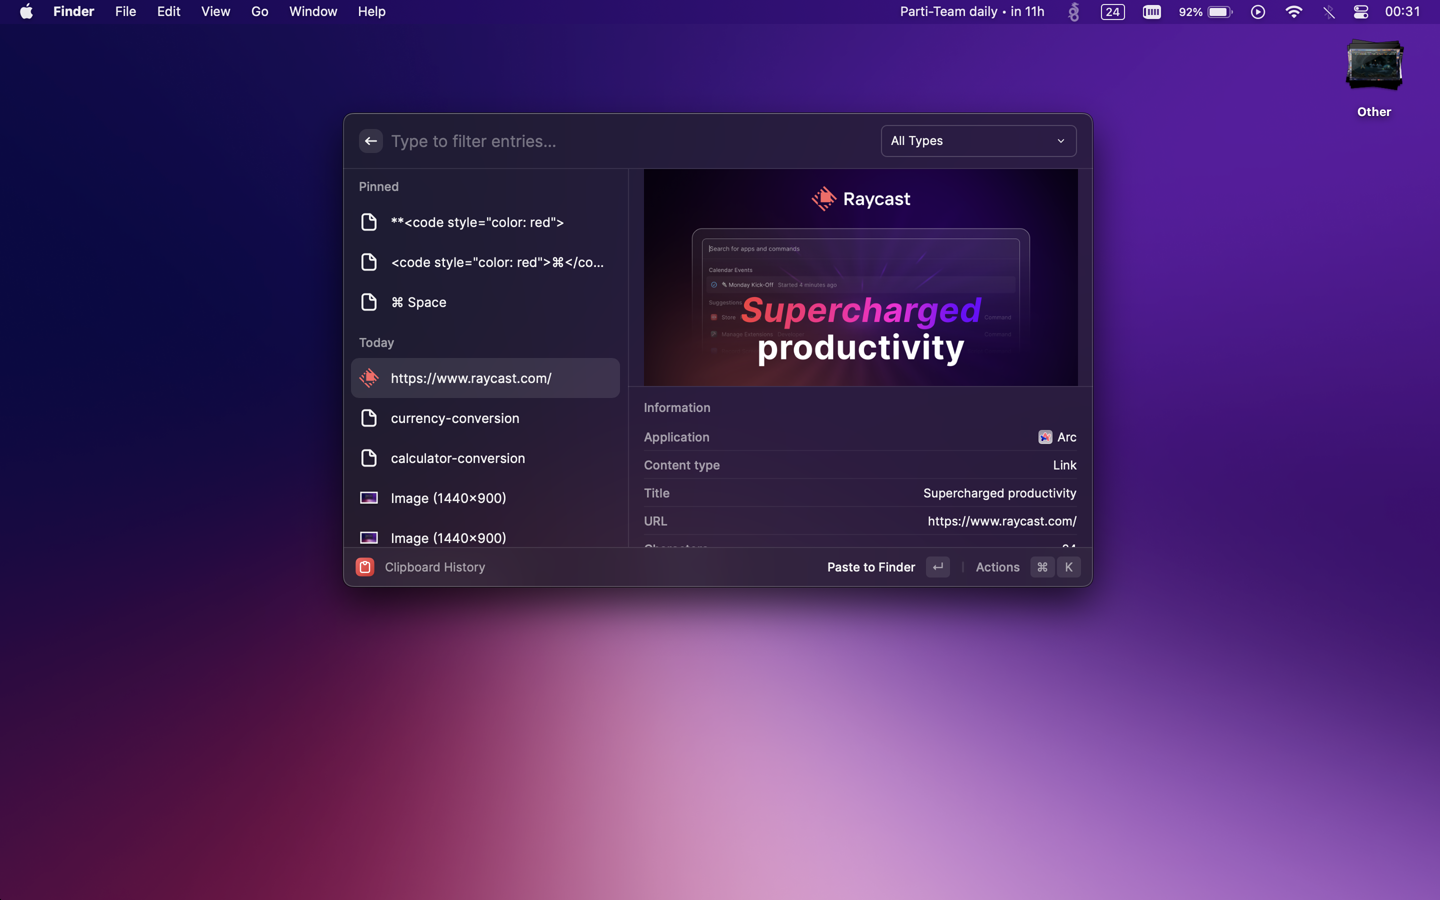 Finder File Edit View Go Window Help
Parti-Team daily • in 11h 24 92% 00:31
Other
Type to filter entries...
All Types
Pinned
**<code style="color: red">
<code style="color: red">⌘</co...
⌘ Space
Today
https://www.raycast.com/
currency-conversion
calculator-conversion
Image (1440×900)
Image (1440×900)
Raycast
Search for apps and commands
Calendar Events
Monday Kick-Off Started 4 minutes ago
Suggestions
Store Command
Manage Extensions
Supercharged
productivity
Information
Application Arc
Content type Link
Title Supercharged productivity
URL https://www.raycast.com/
Clipboard History
Paste to Finder ↵ Actions ⌘ K